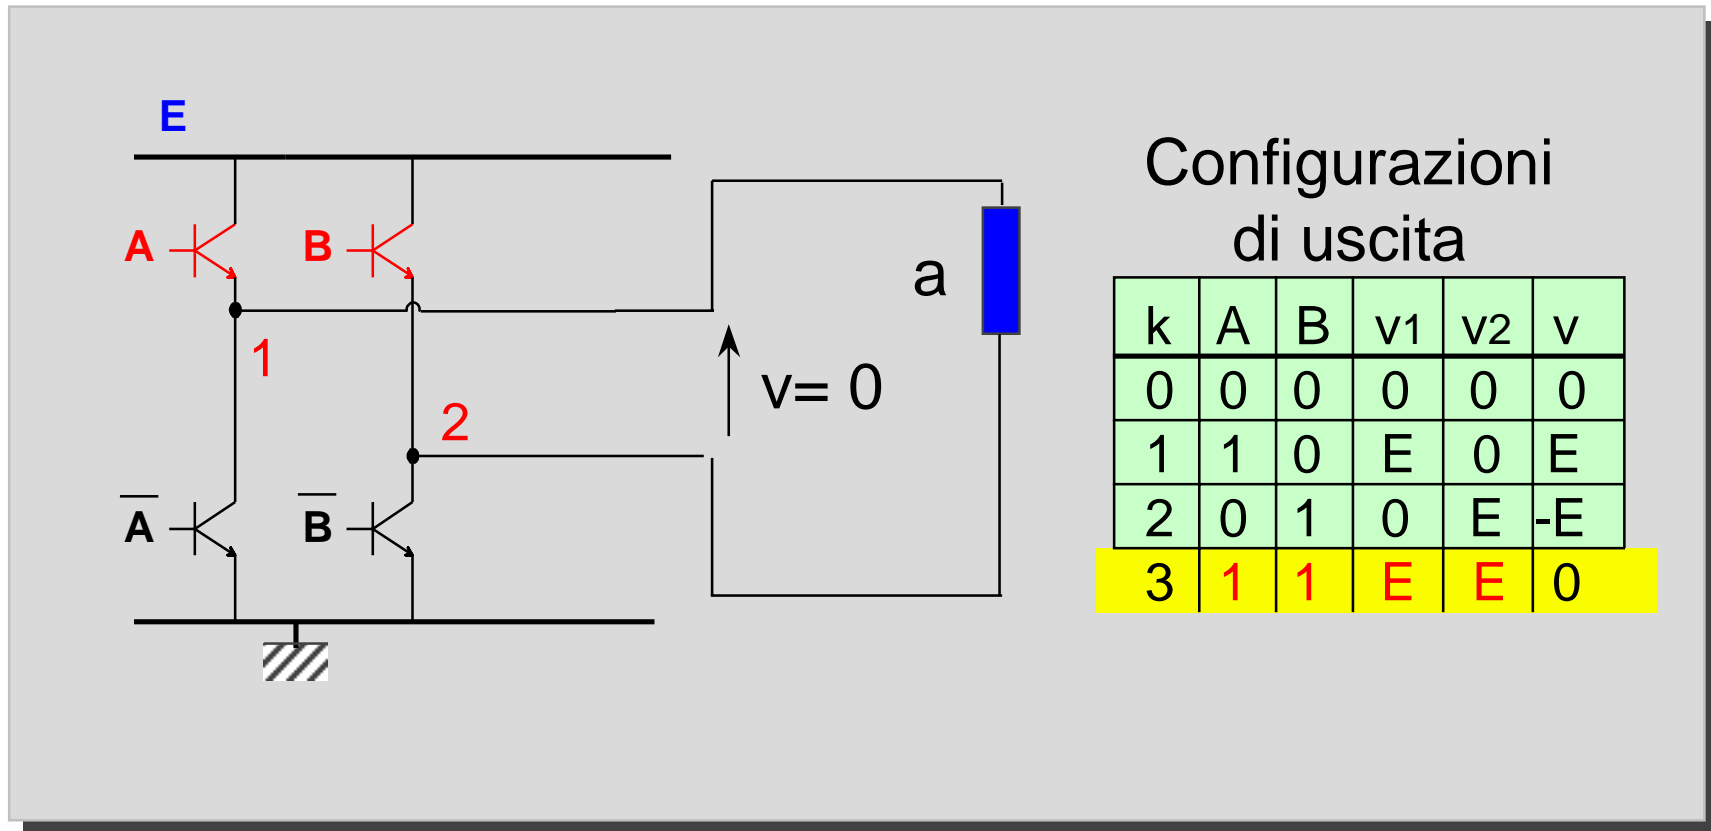 E
A B
1
2
A̅ B̅
v= 0
a
Configurazioni
di uscita
k A B v1 v2 v
0 0 0 0 0 0
1 1 0 E 0 E
2 0 1 0 E -E
3 1 1 E E 0